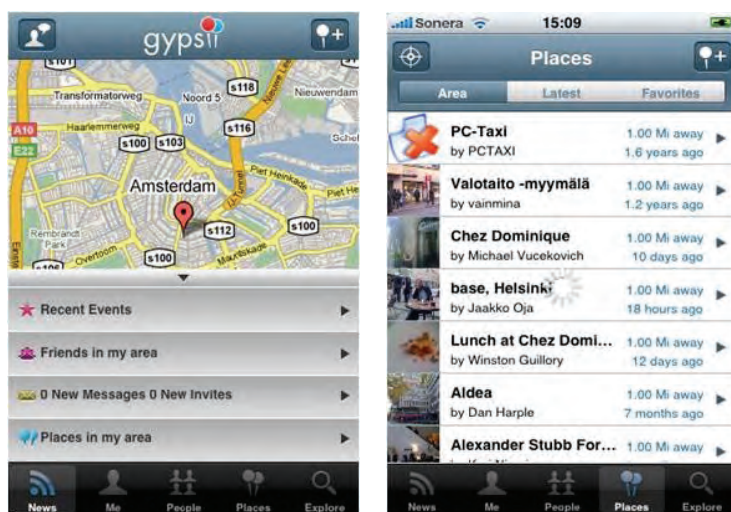 gypsii
s101
Transformatorweg
Noord 5
s118
Nieuwendam
IJ
s116
A10
E22
Haarlemmerweg
s100
s103
Piet Heinkade
Amsterdam
IJ-Tunnel
Piet He
Rembrandt
Park
s112
Overtoom
s100
Mauritskade
s106
Recent Events
Friends in my area
0 New Messages 0 New Invites
Places in my area
News Me People Places Explore
Sonera 15:09
Places
Area Latest Favorites
PC-Taxi 1.00 Mi away
by PCTAXI 1.6 years ago
Valotaito -myymälä 1.00 Mi away
by vainmina 1.2 years ago
Chez Dominique 1.00 Mi away
by Michael Vucekovich 10 days ago
base, Helsinki 1.00 Mi away
by Jaakko Oja 18 hours ago
Lunch at Chez Domi... 1.00 Mi away
by Winston Guillory 12 days ago
Aldea 1.00 Mi away
by Dan Harple 7 months ago
Alexander Stubb For... 1.00 Mi away
News Me People Places Explore